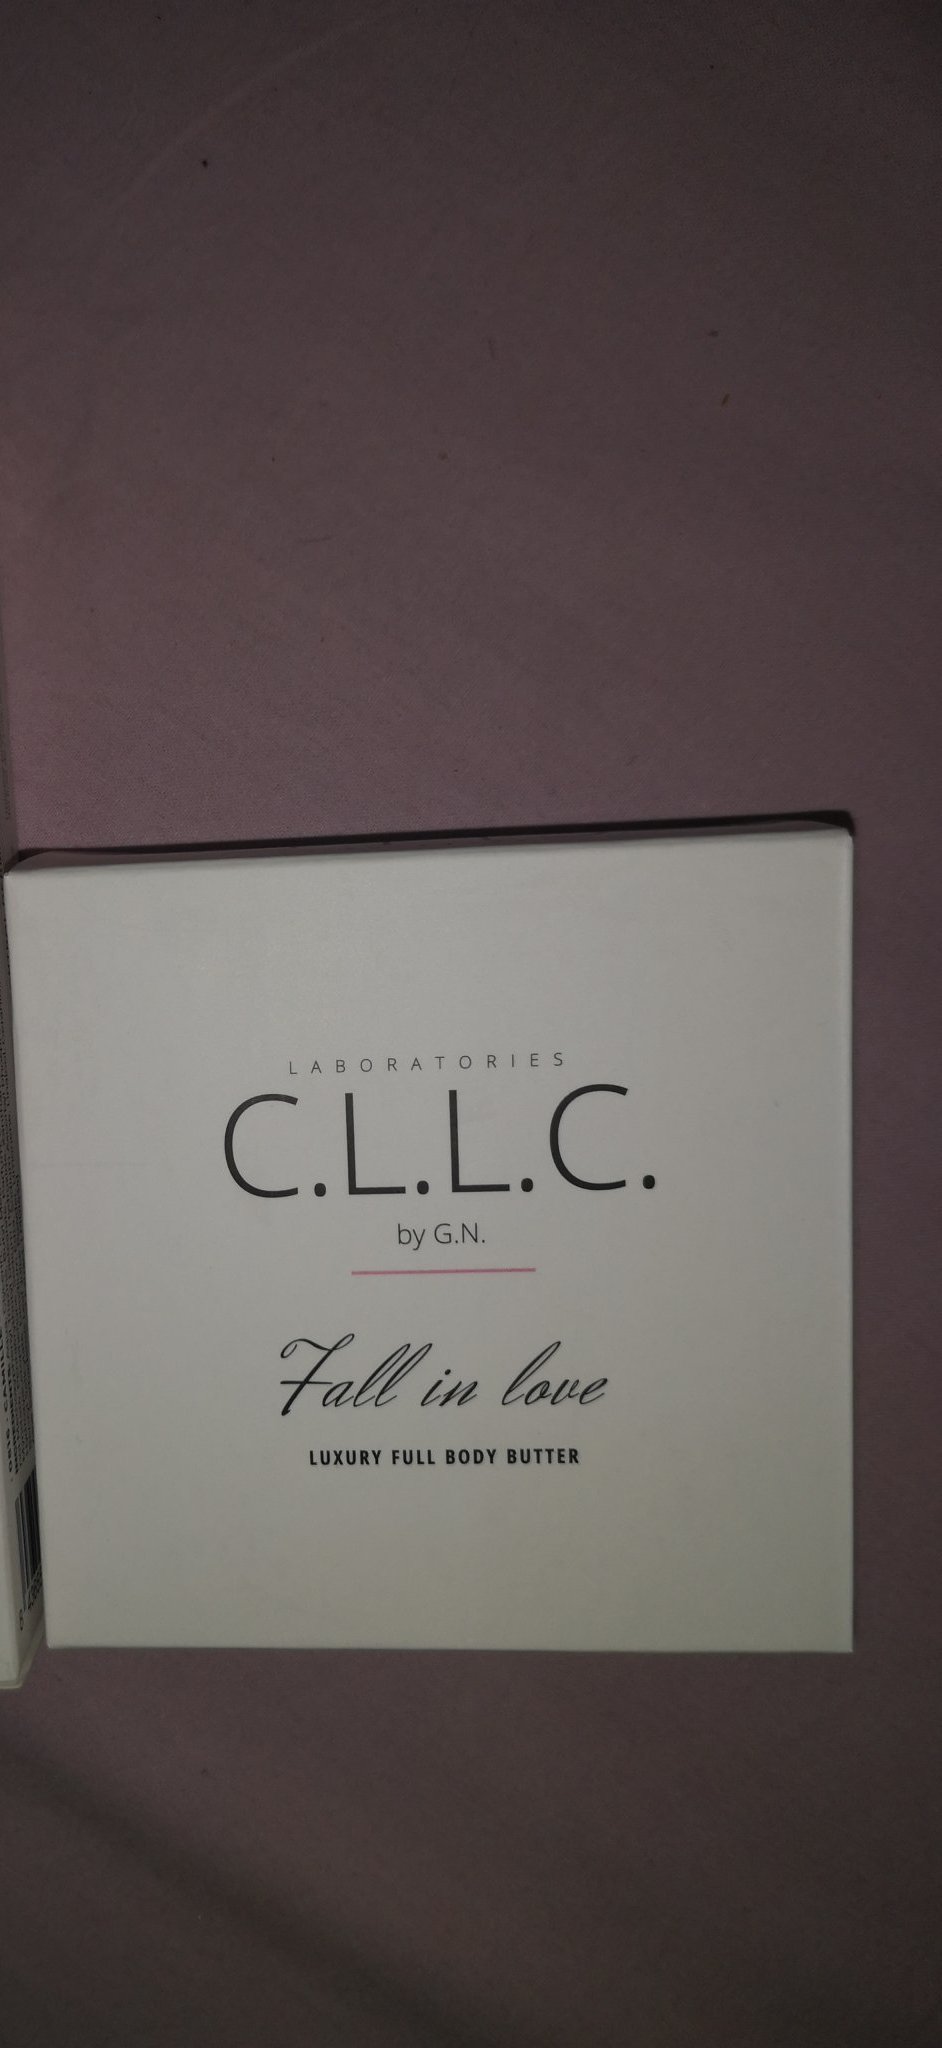 LABORATORIES
C.L.L.C.
by G.N.
Fall in love
LUXURY FULL BODY BUTTER